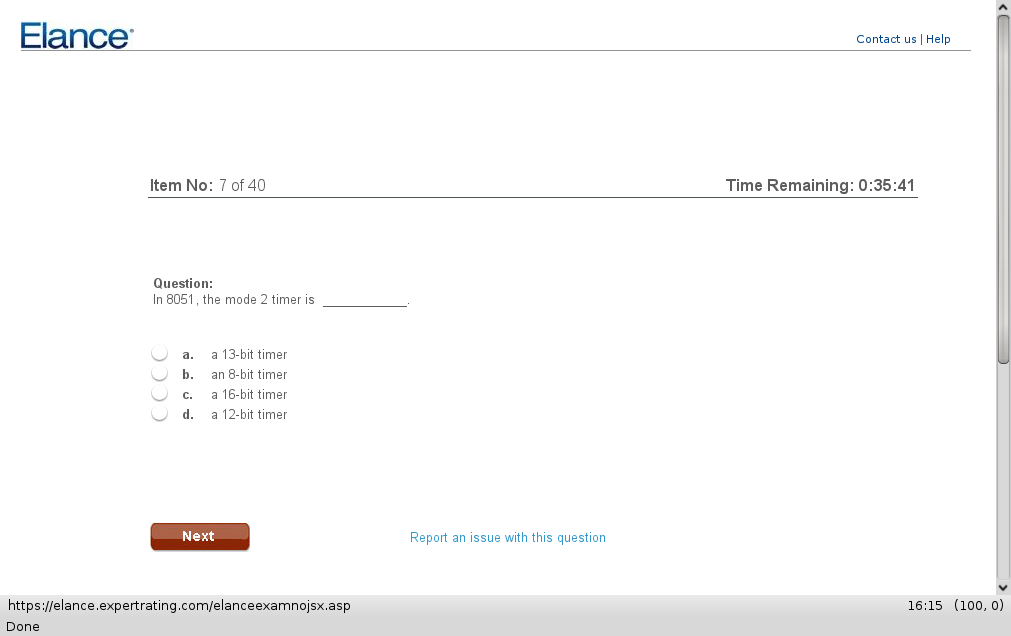 Elance
Contact us | Help
Item No: 7 of 40
Time Remaining: 0:35:41
Question:
In 8051, the mode 2 timer is ____________.
a. a 13-bit timer
b. an 8-bit timer
c. a 16-bit timer
d. a 12-bit timer
Next
Report an issue with this question
https://elance.expertrating.com/elanceexamnojsx.asp
16:15 (100, 0)
Done